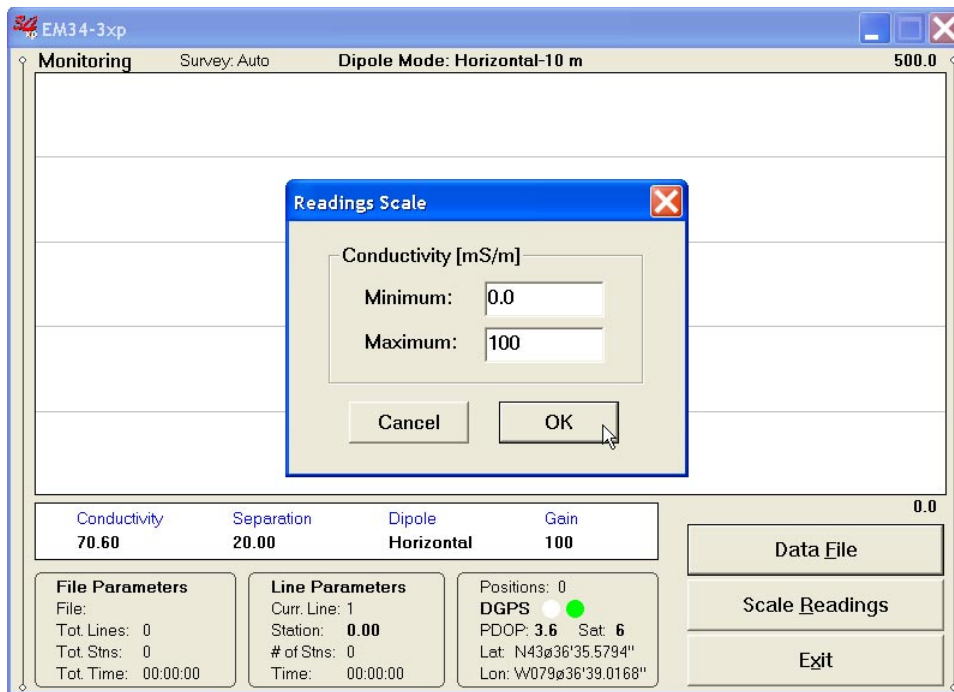 34
xp
EM34-3xp
Monitoring Survey: Auto Dipole Mode: Horizontal-10 m 500.0
Readings Scale
Conductivity [mS/m]
Minimum: 0.0
Maximum: 100
Cancel OK
0.0
Conductivity Separation Dipole Gain
70.60 20.00 Horizontal 100
Data File
Scale Readings
Exit
File Parameters
File:
Tot. Lines: 0
Tot. Stns: 0
Tot. Time: 00:00:00
Line Parameters
Curr. Line: 1
Station: 0.00
# of Stns: 0
Time: 00:00:00
Positions: 0
DGPS
PDOP: 3.6 Sat: 6
Lat: N43ø36'35.5794"
Lon: W079ø36'39.0168"